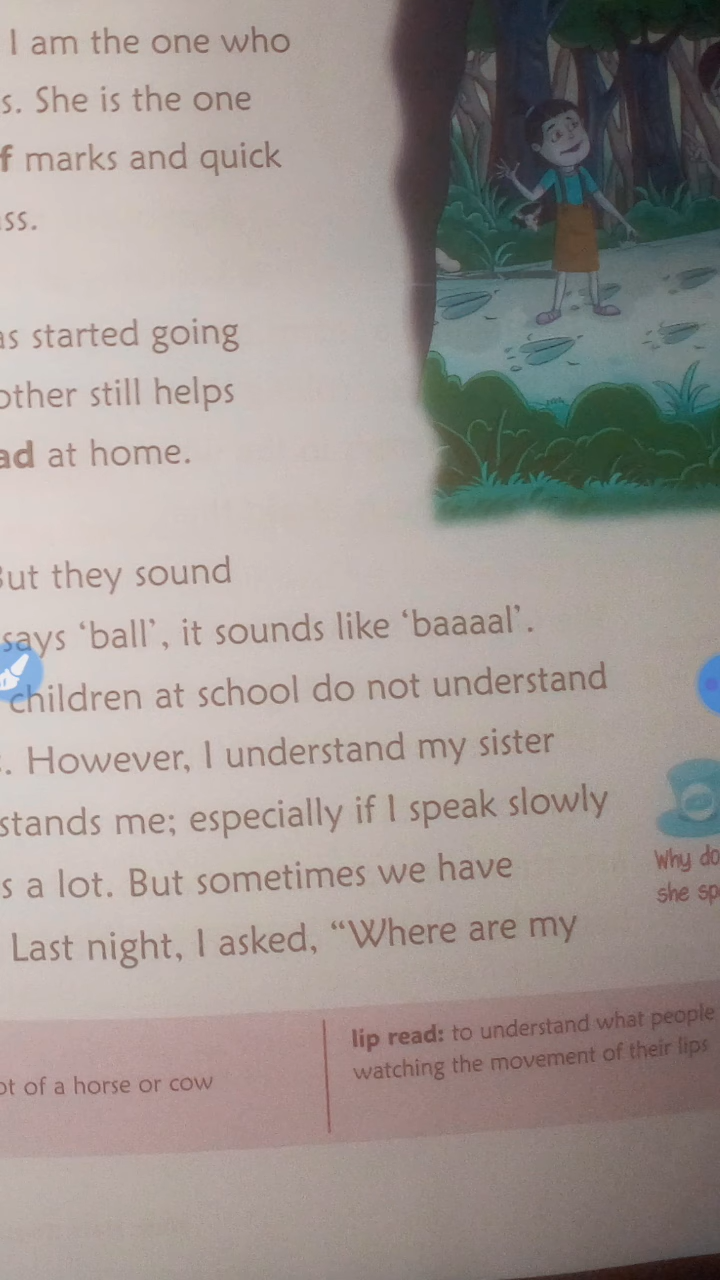 I am the one who
s. She is the one
f marks and quick
ss.
as started going
other still helps
ad at home.
But they sound
says ‘ball’, it sounds like ‘baaaal’.
children at school do not understand
. However, I understand my sister
stands me; especially if I speak slowly
s a lot. But sometimes we have
Last night, I asked, “Where are my
Why do
she sp
ot of a horse or cow
lip read: to understand what people
watching the movement of their lips